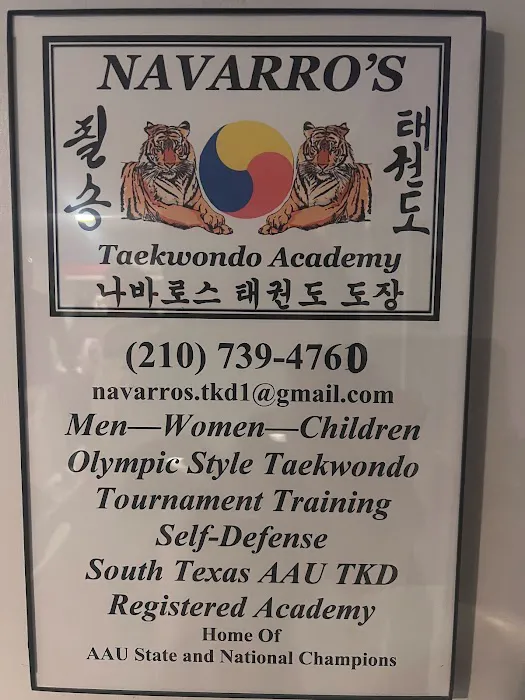 NAVARRO'S
필승
태권도
Taekwondo Academy
나바로스 태권도 도장
(210) 739-4760
navarros.tkd1@gmail.com
Men—Women—Children
Olympic Style Taekwondo
Tournament Training
Self-Defense
South Texas AAU TKD
Registered Academy
Home Of
AAU State and National Champions